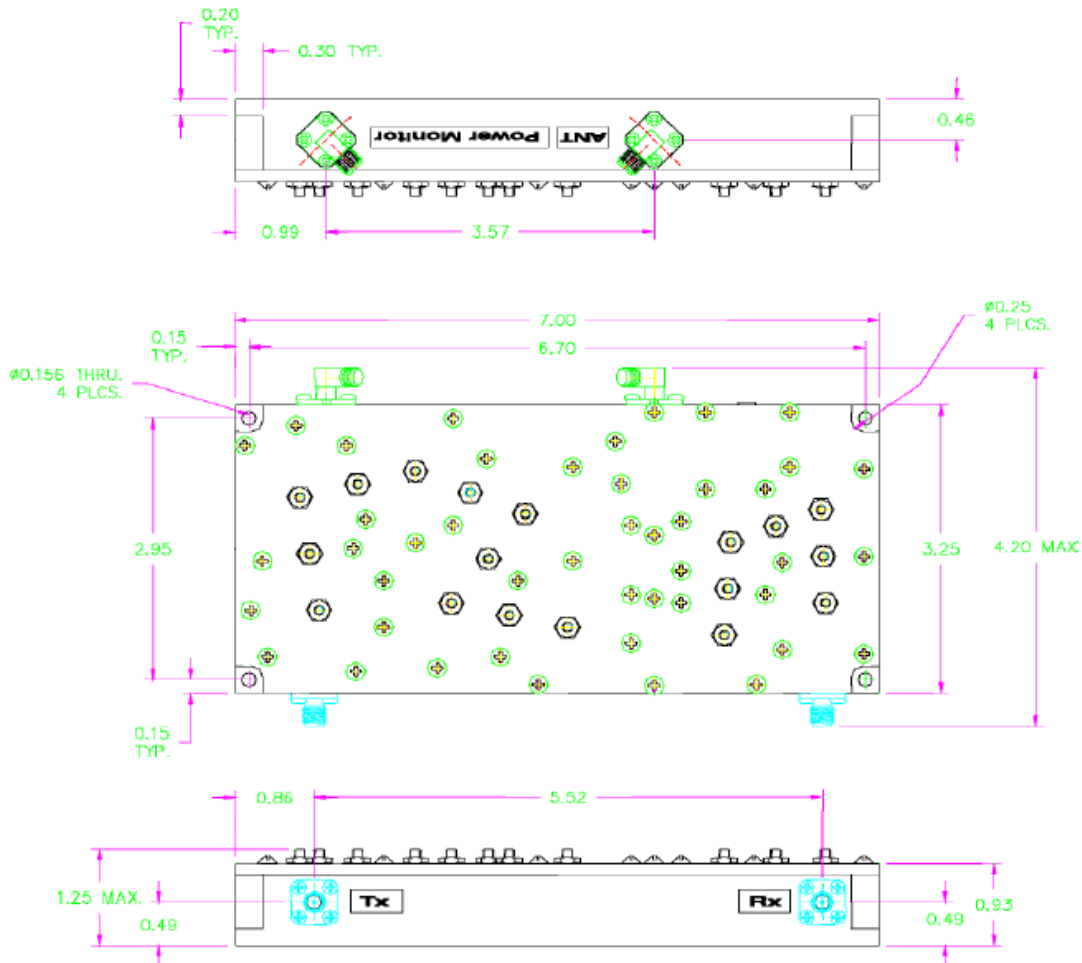 0.20
TYP.
0.30 TYP.
Power Monitor
ANT
0.46
0.99
3.57
7.00
6.70
0.15
TYP.
Ø0.25
4 PLCS.
Ø0.156 THRU.
4 PLCS.
2.95
3.25
4.20 MAX
0.15
TYP.
0.86
5.52
1.25 MAX.
0.49
Tx
Rx
0.49
0.93